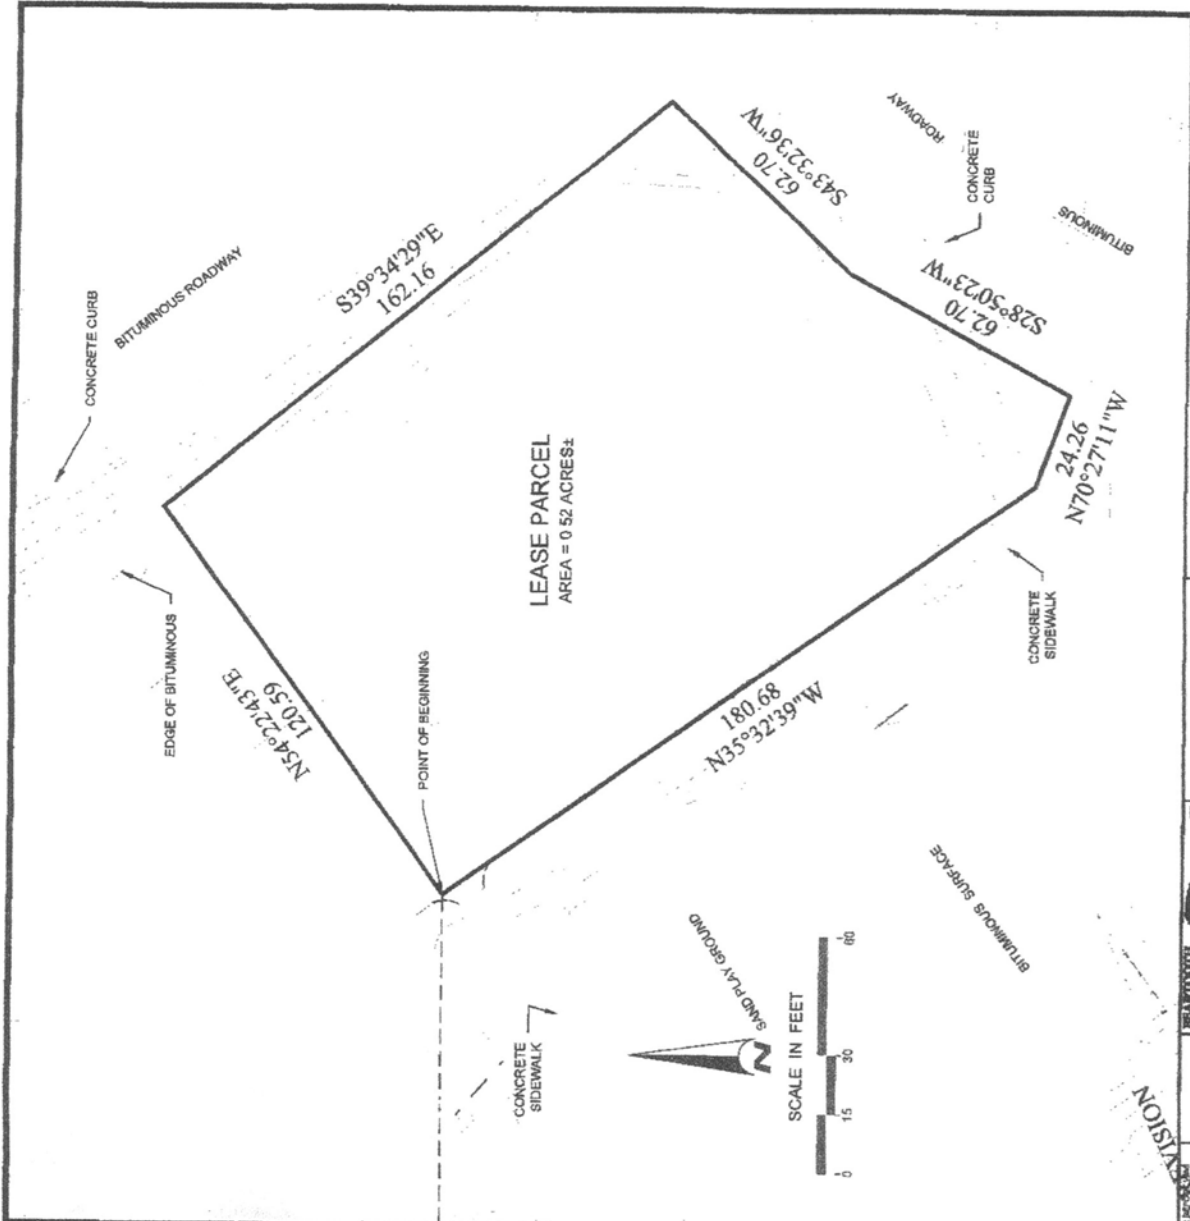 CONCRETE CURB
BITUMINOUS ROADWAY
EDGE OF BITUMINOUS
N54°22'43"E
120.59
S39°34'29"E
162.16
S43°32'36"W
62.70
ROADWAY
CONCRETE
CURB
BITUMINOUS
S28°50'23"W
62.70
24.26
N70°27'11"W
CONCRETE
SIDEWALK
LEASE PARCEL
AREA = 0 52 ACRES±
POINT OF BEGINNING
180.68
N35°32'39"W
BITUMINOUS SURFACE
SAND PLAY GROUND
CONCRETE
SIDEWALK
N
SCALE IN FEET
0 15 30 60